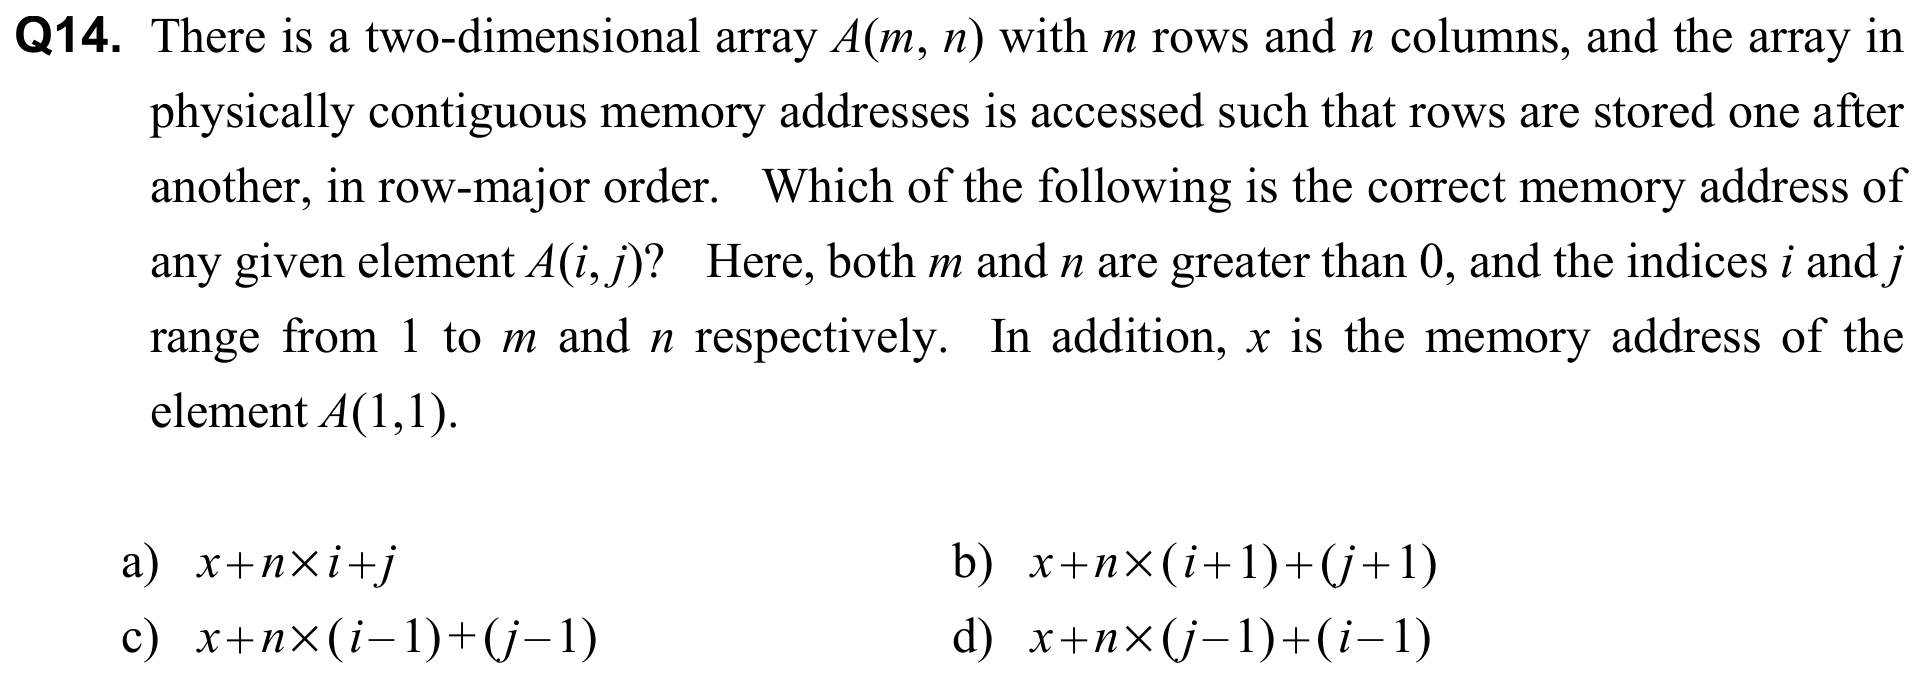 Q14. There is a two-dimensional array A(m, n) with m rows and n columns, and the array in
physically contiguous memory addresses is accessed such that rows are stored one after
another, in row-major order. Which of the following is the correct memory address of
any given element A(i, j)? Here, both m and n are greater than 0, and the indices i and j
range from 1 to m and n respectively. In addition, x is the memory address of the
element A(1,1).
a) x+n×i+j b) x+n×(i+1)+(j+1)
c) x+n×(i−1)+(j−1) d) x+n×(j−1)+(i−1)